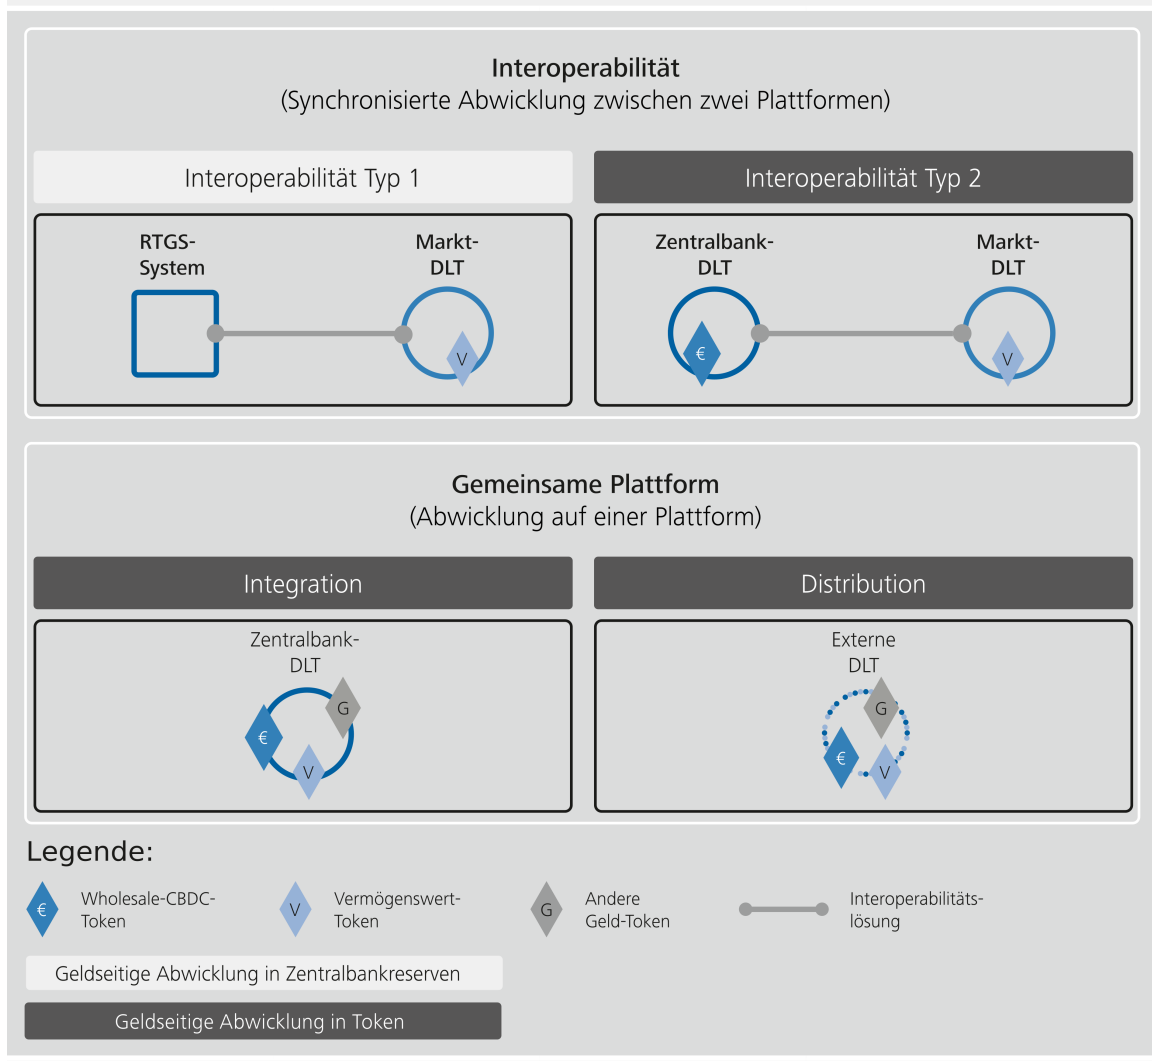 Interoperabilität
(Synchronisierte Abwicklung zwischen zwei Plattformen)
Interoperabilität Typ 1
Interoperabilität Typ 2
RTGS-
System
Markt-
DLT
V
Zentralbank-
DLT
€
Markt-
DLT
V
Gemeinsame Plattform
(Abwicklung auf einer Plattform)
Integration
Distribution
Zentralbank-
DLT
G
€
V
Externe
DLT
G
€
V
Legende:
€
Wholesale-CBDC-
Token
V
Vermögenswert-
Token
G
Andere
Geld-Token
Interoperabilitäts-
lösung
Geldseitige Abwicklung in Zentralbankreserven
Geldseitige Abwicklung in Token